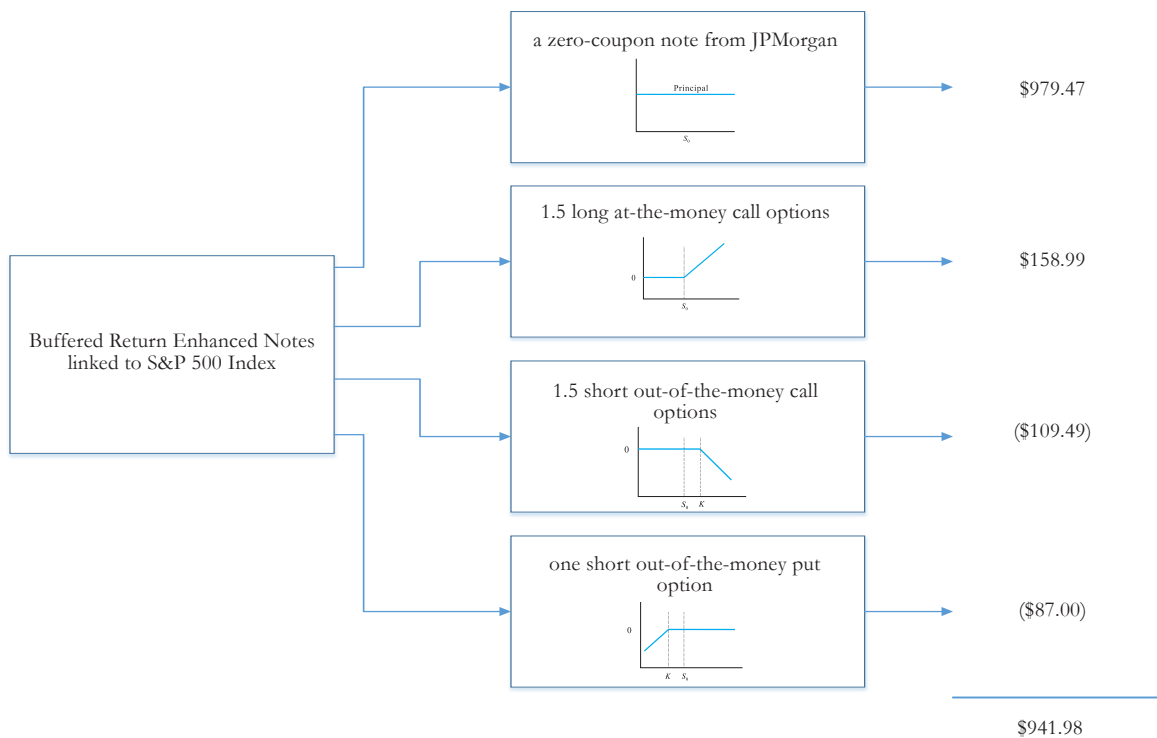 a zero-coupon note from JPMorgan
Principal
S₀
$979.47
1.5 long at-the-money call options
0
S₀
$158.99
Buffered Return Enhanced Notes
linked to S&P 500 Index
1.5 short out-of-the-money call
options
0
S₀ K
($109.49)
one short out-of-the-money put
option
0
K S₀
($87.00)
$941.98